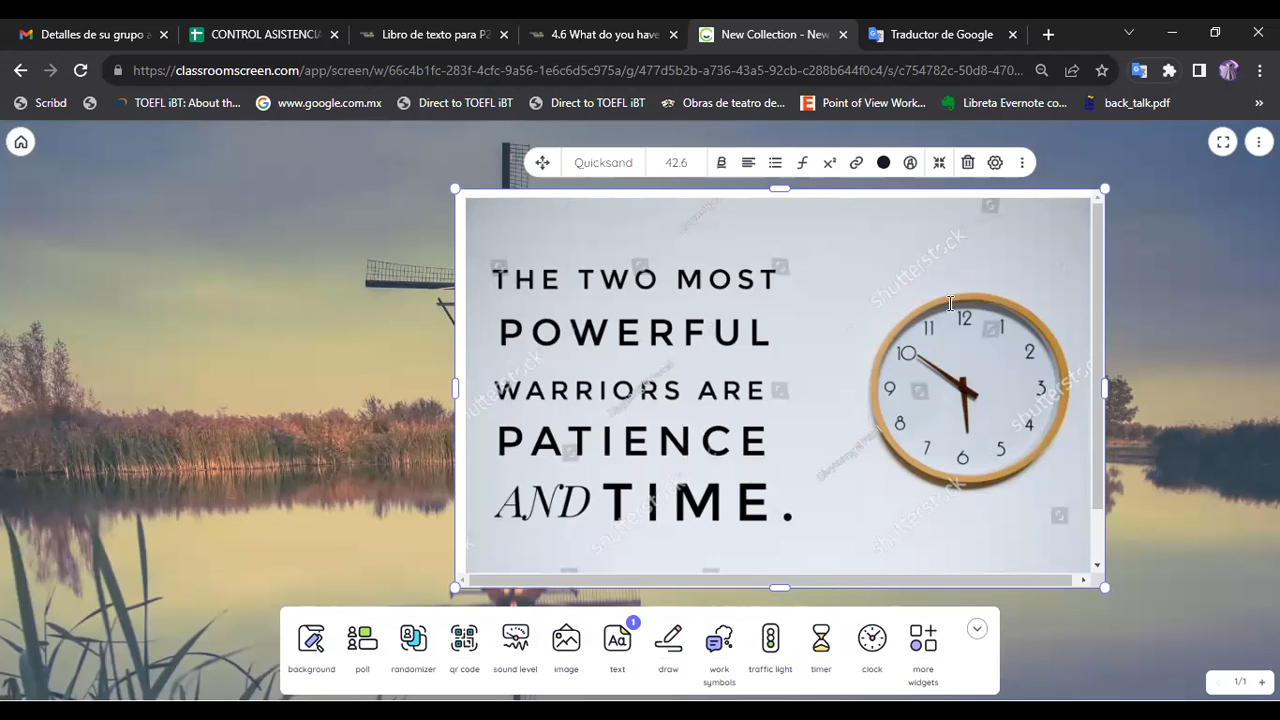 Detalles de su grupo a
CONTROL ASISTENCIA
Libro de texto para P2
4.6 What do you have
New Collection - New
Traductor de Google
https://classroomscreen.com/app/screen/w/66c4b1fc-283f-4cfc-9a56-1e6c6d5c975a/g/477d5b2b-a736-43a5-92cb-c288b644f0c4/s/c754782c-50d8-470...
Scribd
TOEFL iBT: About th...
www.google.com.mx
Direct to TOEFL iBT
Direct to TOEFL iBT
Obras de teatro de...
Point of View Work...
Libreta Evernote co...
back_talk.pdf
»
Quicksand
42.6
THE TWO MOST
POWERFUL
WARRIORS ARE
PATIENCE
AND TIME.
shutterstock
shutterstock
12
11 1
10 2
9 3
8 4
7 5
6
1
background
poll
randomizer
qr code
sound level
image
text
draw
work symbols
traffic light
timer
clock
more widgets
1/1